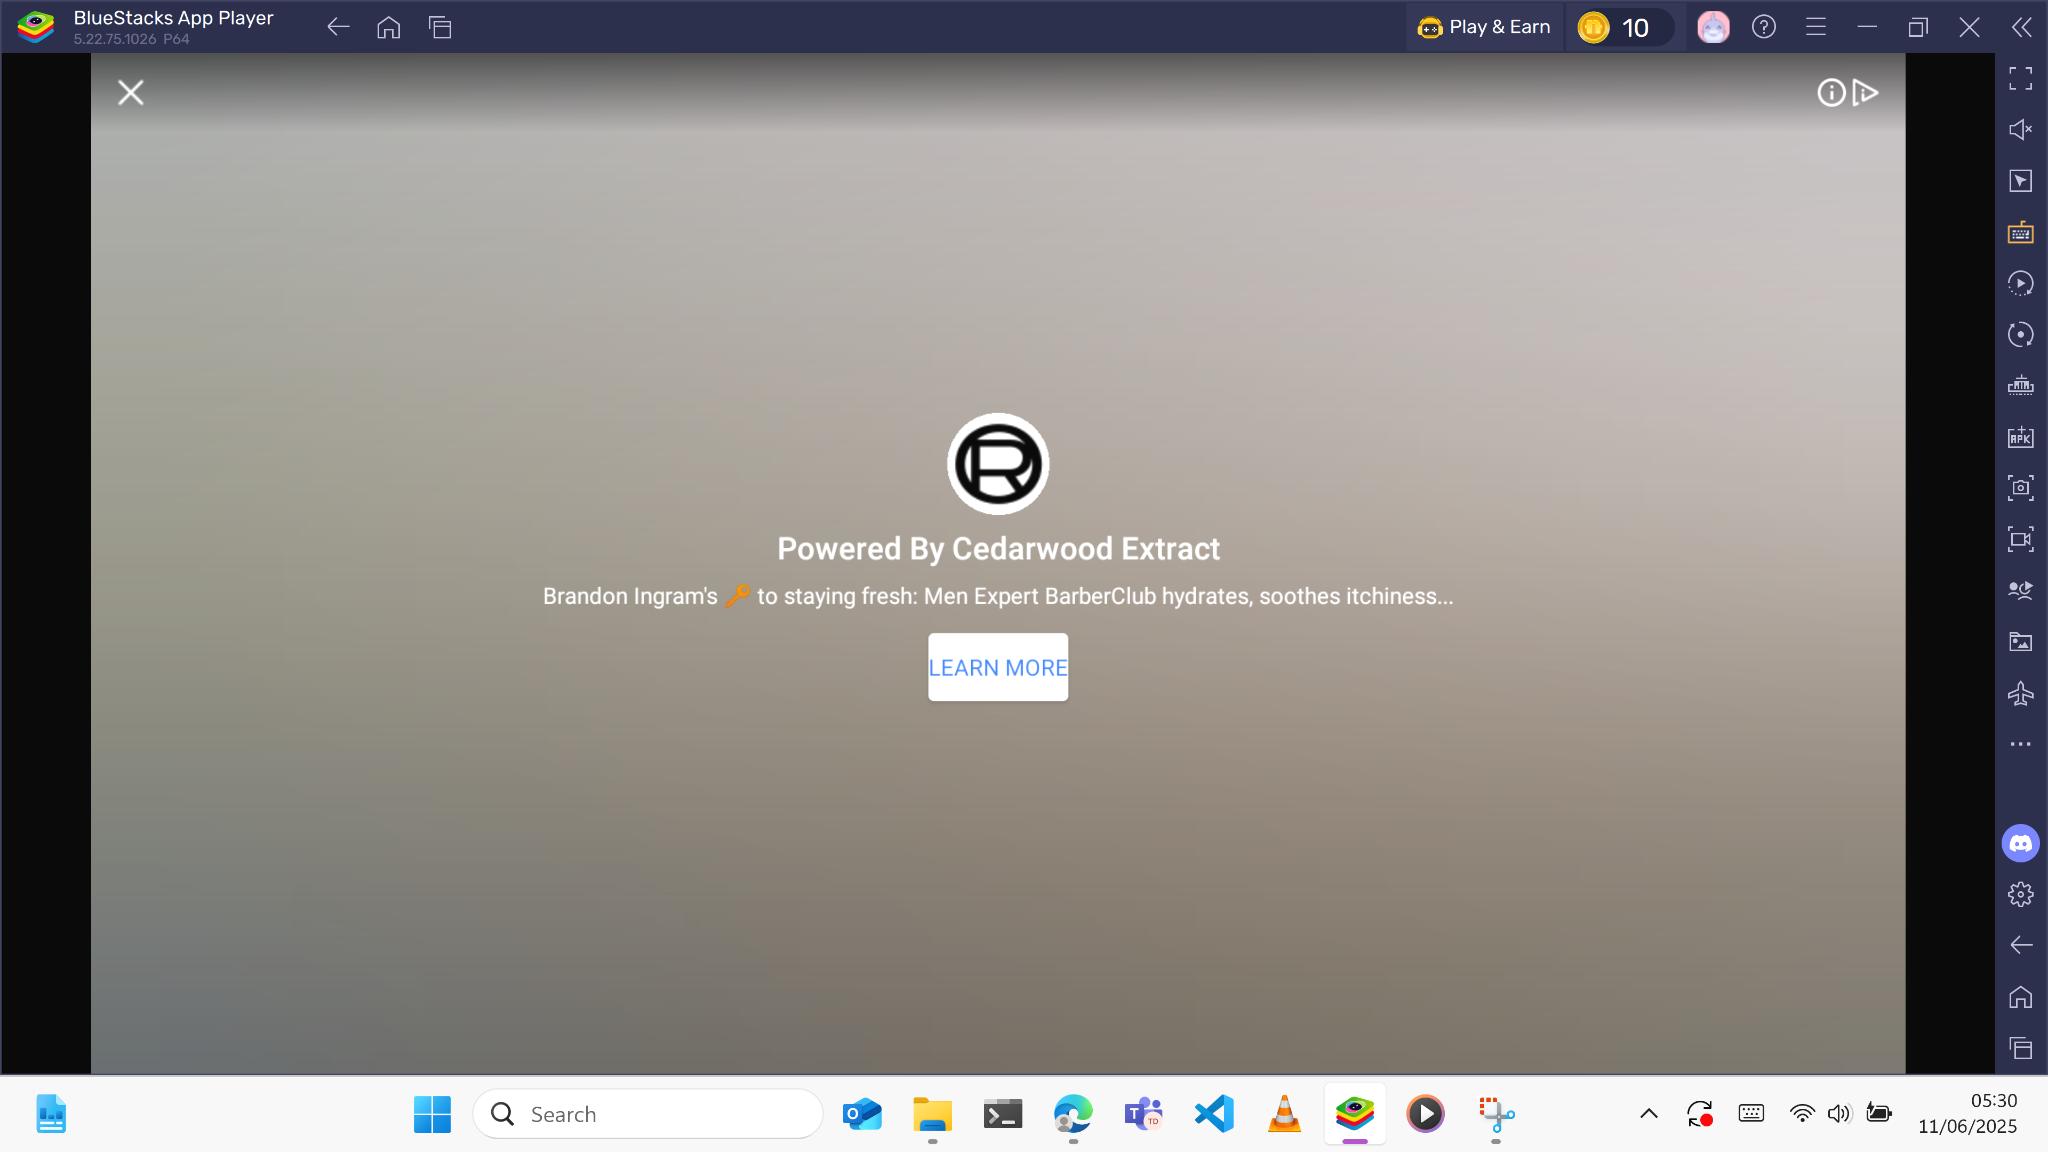 BlueStacks App Player
5.22.75.1026 P64
Play & Earn
10
APK
R
Powered By Cedarwood Extract
Brandon Ingram's 🔑 to staying fresh: Men Expert BarberClub hydrates, soothes itchiness...
LEARN MORE
Search
05:30
11/06/2025